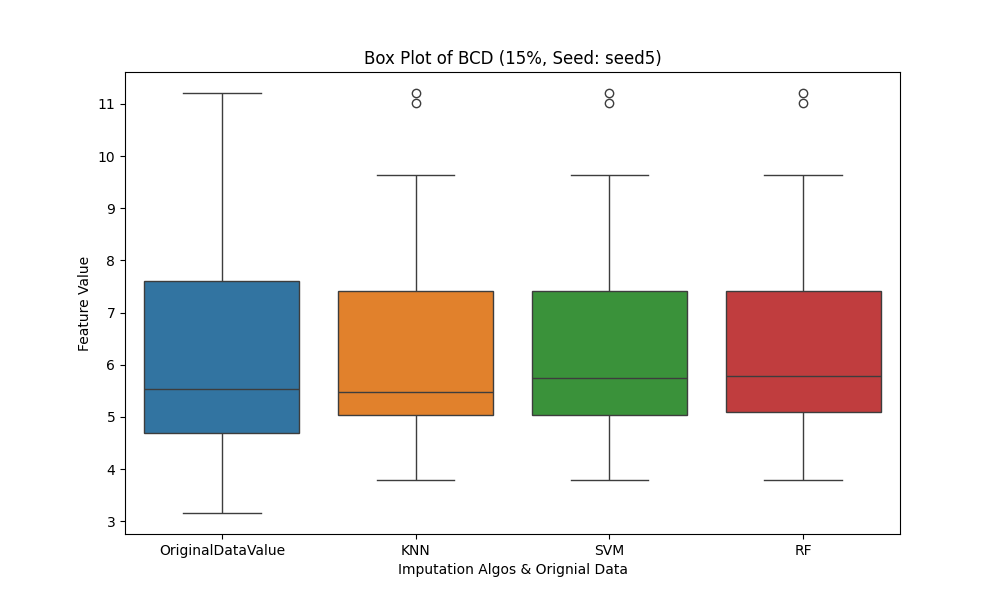 Box Plot of BCD (15%, Seed: seed5)
11
10
9
8
7
6
5
4
3
Feature Value
OriginalDataValue KNN SVM RF
Imputation Algos & Orignial Data